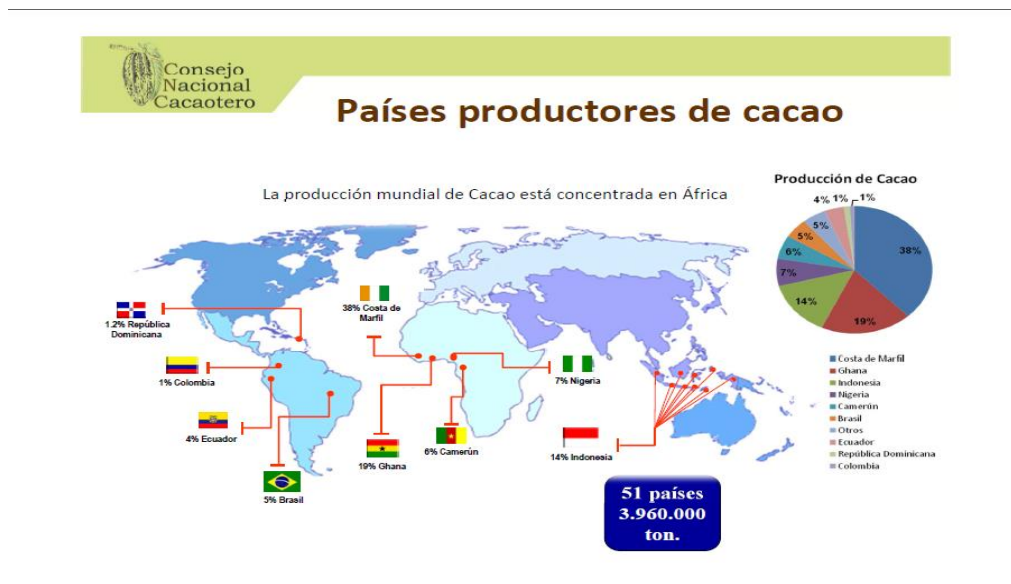 Consejo
Nacional
Cacaotero
Países productores de cacao
La producción mundial de Cacao está concentrada en África
Producción de Cacao
4%
1%
1%
5%
5%
6%
7%
14%
19%
38%
1.2% República
Dominicana
38% Costa de
Marfil
1% Colombia
7% Nigeria
4% Ecuador
6% Camerún
19% Ghana
14% Indonesia
5% Brasil
Costa de Marfil
Ghana
Indonesia
Nigeria
Camerún
Brasil
Otros
Ecuador
República Dominicana
Colombia
51 países
3.960.000
ton.